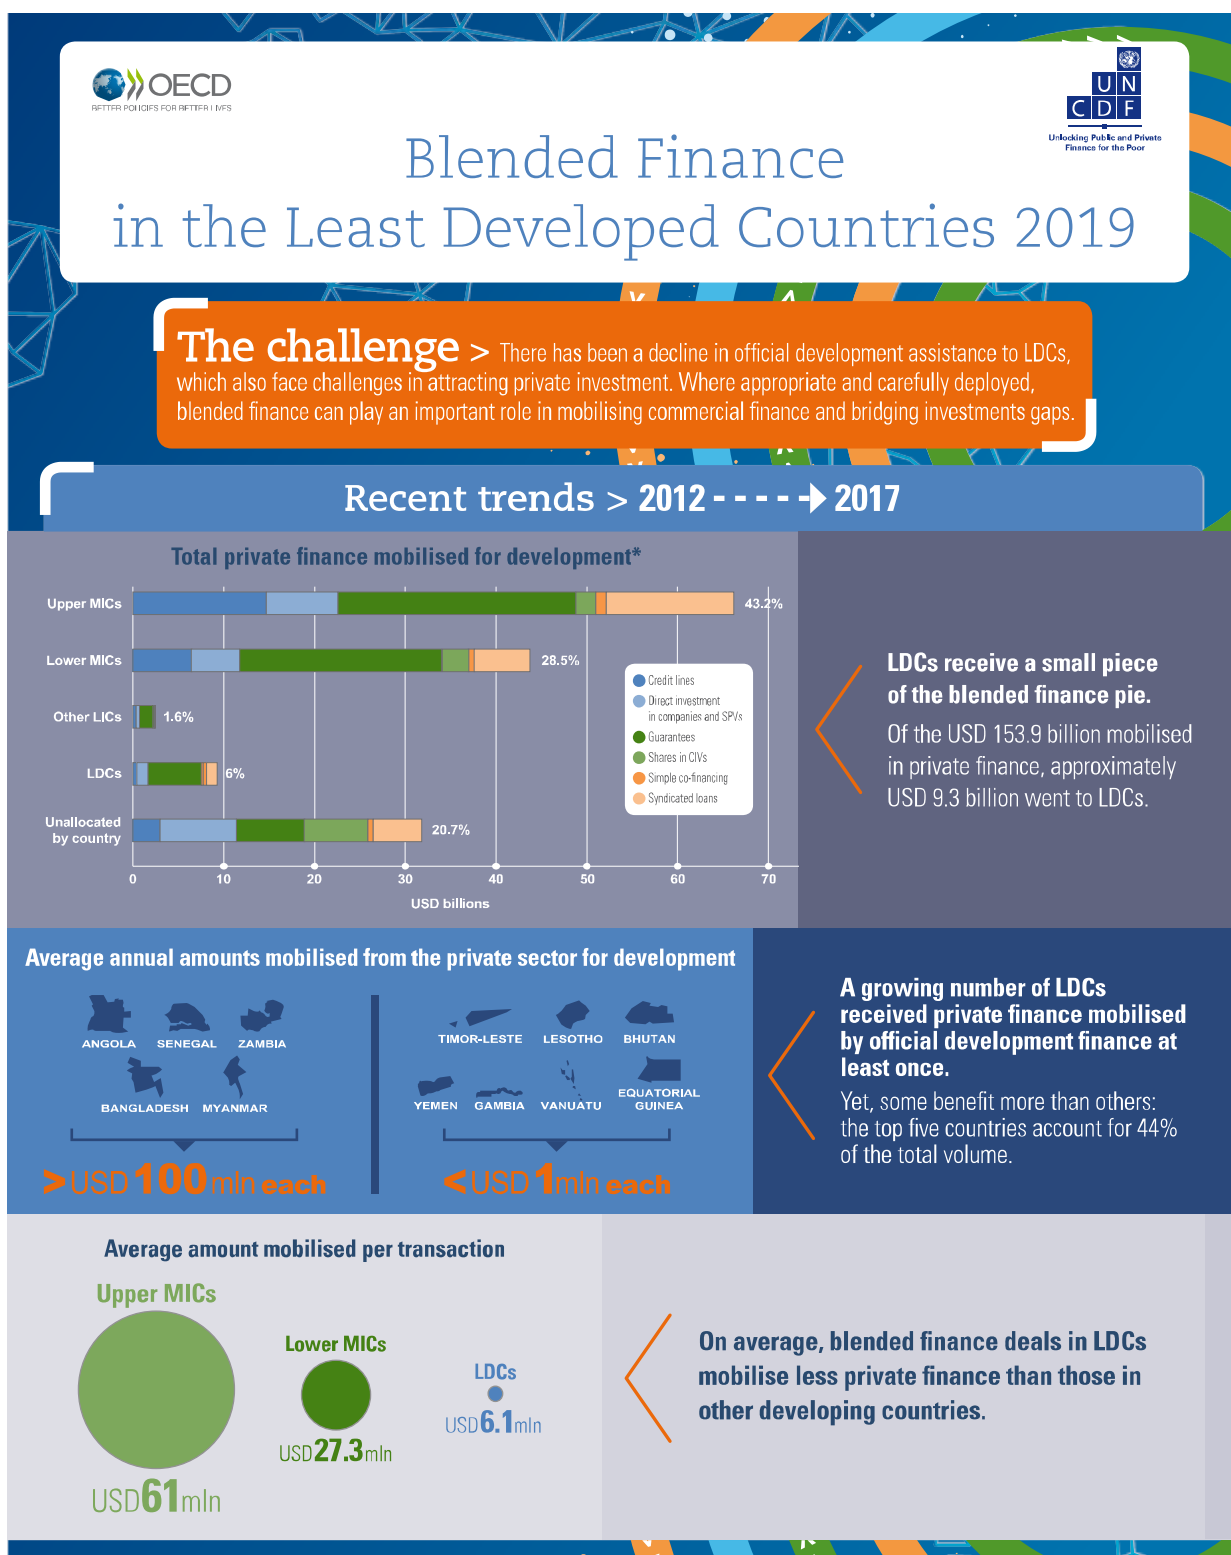 OECD
BETTER POLICIES FOR BETTER LIVES
U N
C D F
Unlocking Public and Private
Finance for the Poor
Blended Finance
in the Least Developed Countries 2019
The challenge > There has been a decline in official development assistance to LDCs,
which also face challenges in attracting private investment. Where appropriate and carefully deployed,
blended finance can play an important role in mobilising commercial finance and bridging investments gaps.
Recent trends > 2012 - - - - - 2017
Total private finance mobilised for development*
Upper MICs
43.2%
Lower MICs
28.5%
Other LICs
1.6%
LDCs
6%
Unallocated
by country
20.7%
Credit lines
Direct investment
in companies and SPVs
Guarantees
Shares in CIVs
Simple co-financing
Syndicated loans
0 10 20 30 40 50 60 70
USD billions
LDCs receive a small piece
of the blended finance pie.
Of the USD 153.9 billion mobilised
in private finance, approximately
USD 9.3 billion went to LDCs.
Average annual amounts mobilised from the private sector for development
ANGOLA SENEGAL ZAMBIA
BANGLADESH MYANMAR
> USD 100 mln each
TIMOR-LESTE LESOTHO BHUTAN
YEMEN GAMBIA VANUATU EQUATORIAL
GUINEA
< USD 1 mln each
A growing number of LDCs
received private finance mobilised
by official development finance at
least once.
Yet, some benefit more than others:
the top five countries account for 44%
of the total volume.
Average amount mobilised per transaction
Upper MICs
USD 61 mln
Lower MICs
USD 27.3 mln
LDCs
USD 6.1 mln
On average, blended finance deals in LDCs
mobilise less private finance than those in
other developing countries.